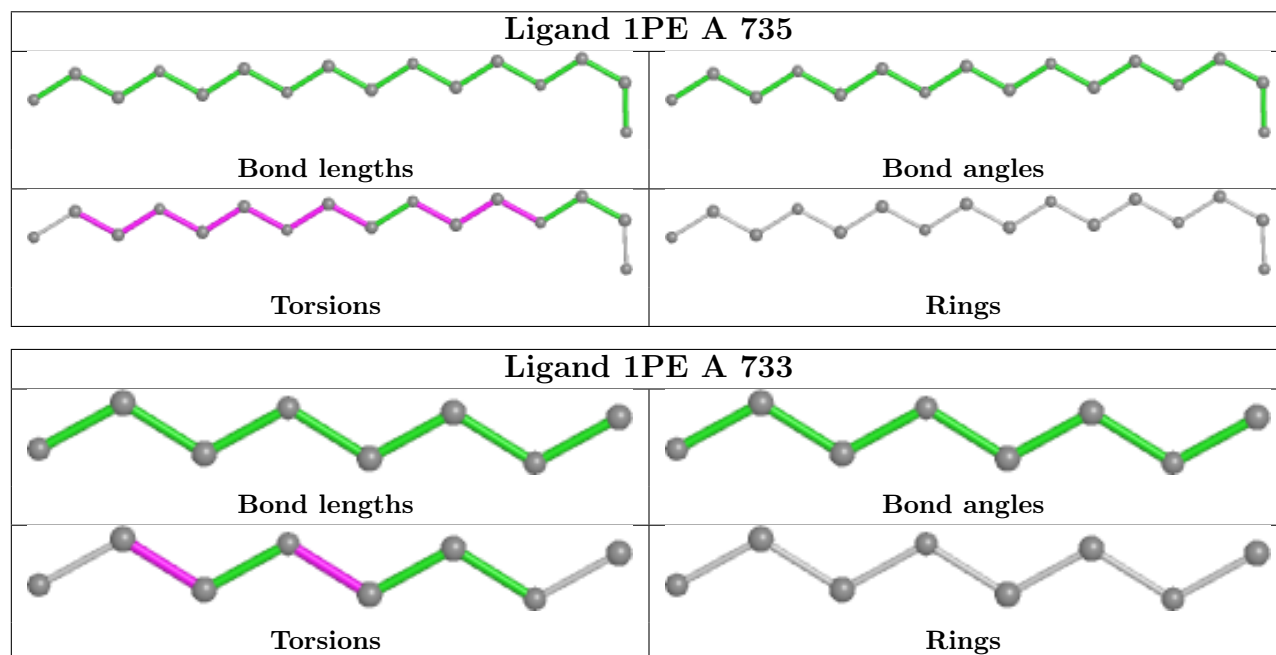 Ligand 1PE A 735
Bond lengths
Bond angles
Torsions
Rings
Ligand 1PE A 733
Bond lengths
Bond angles
Torsions
Rings